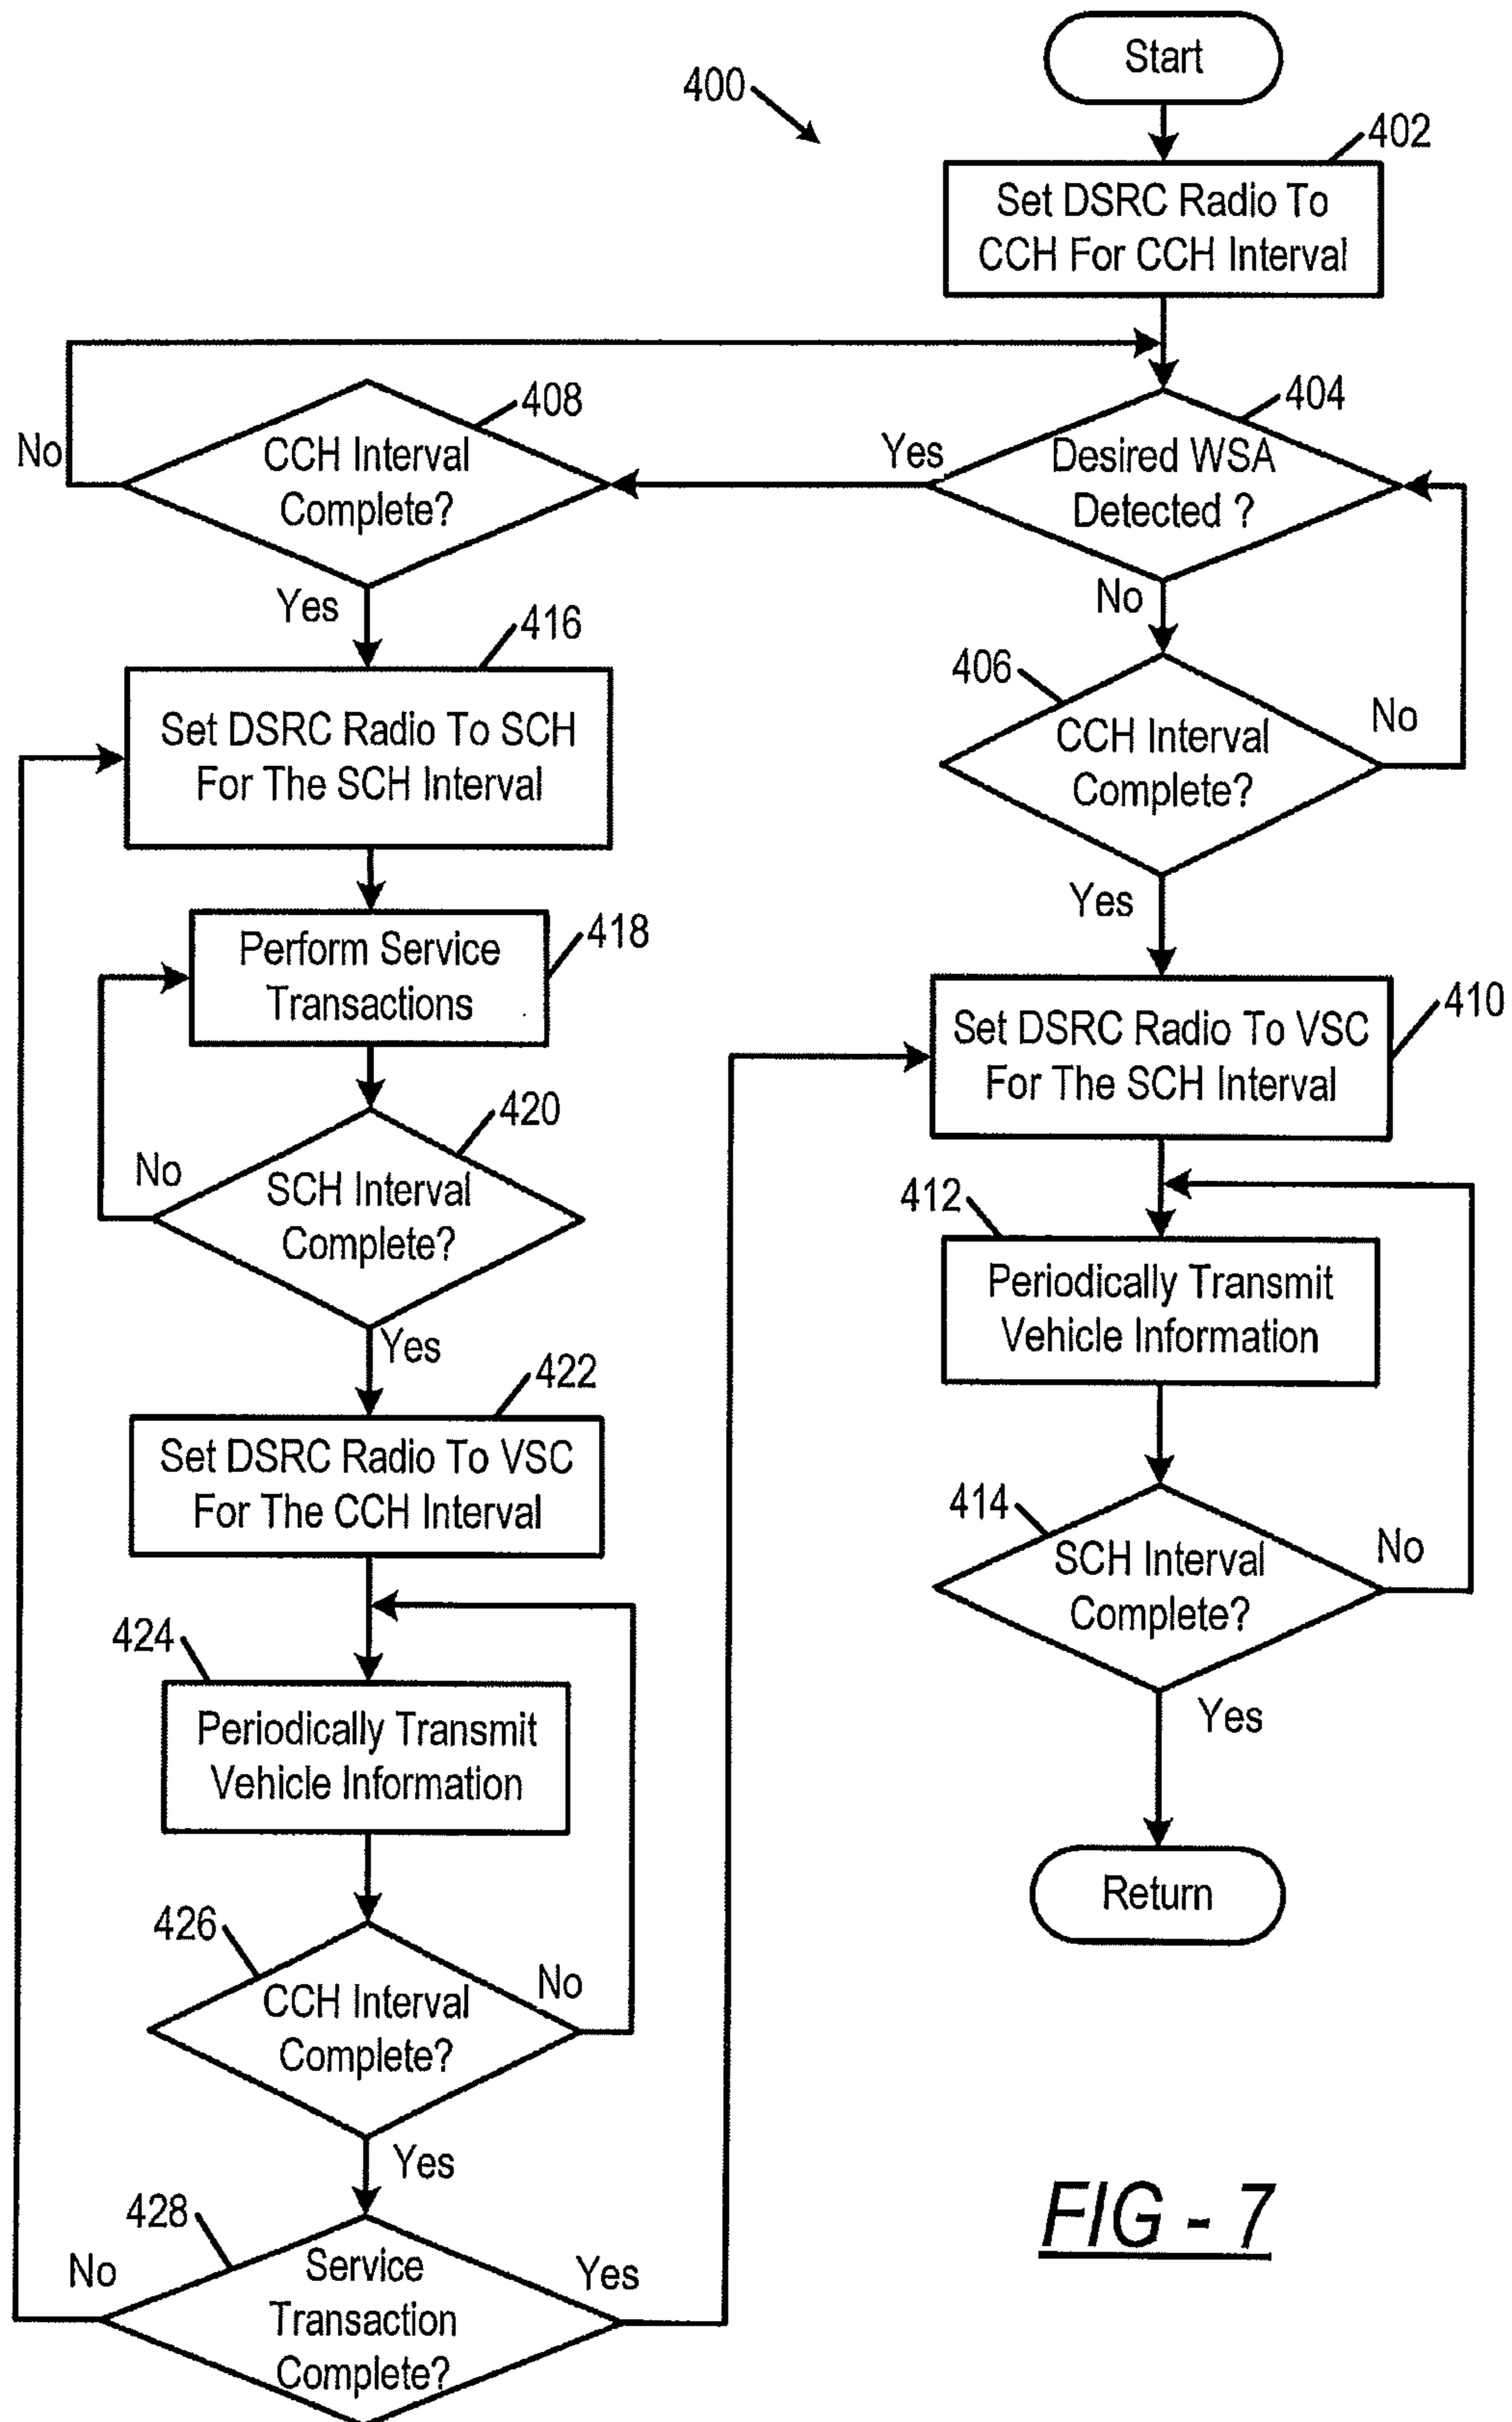 Start
400
402
Set DSRC Radio To
CCH For CCH Interval
404
Desired WSA
Detected ?
Yes
No
408
CCH Interval
Complete?
No
Yes
406
CCH Interval
Complete?
No
Yes
416
Set DSRC Radio To SCH
For The SCH Interval
418
Perform Service
Transactions
420
SCH Interval
Complete?
No
Yes
410
Set DSRC Radio To VSC
For The SCH Interval
412
Periodically Transmit
Vehicle Information
414
SCH Interval
Complete?
No
Yes
Return
422
Set DSRC Radio To VSC
For The CCH Interval
424
Periodically Transmit
Vehicle Information
426
CCH Interval
Complete?
No
Yes
428
Service
Transaction
Complete?
No
Yes
FIG - 7